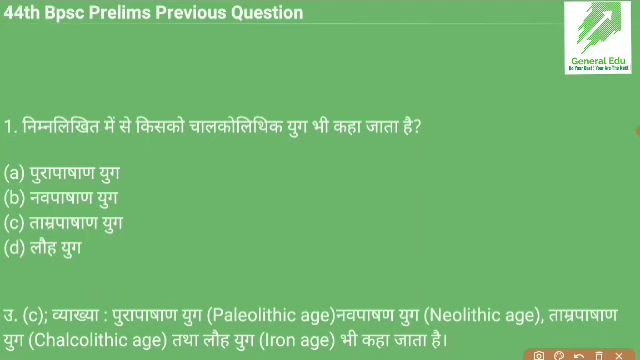 44th Bpsc Prelims Previous Question
General Edu
1. निम्नलिखित में से किसको चालकोलिथिक युग भी कहा जाता है?
(a) पुरापाषाण युग
(b) नवपाषाण युग
(c) ताम्रपाषाण युग
(d) लौह युग
उ. (c); व्याख्या : पुरापाषाण युग (Paleolithic age)नवपाषण युग (Neolithic age), ताम्रपाषाण
युग (Chalcolithic age) तथा लौह युग (Iron age) भी कहा जाता है।